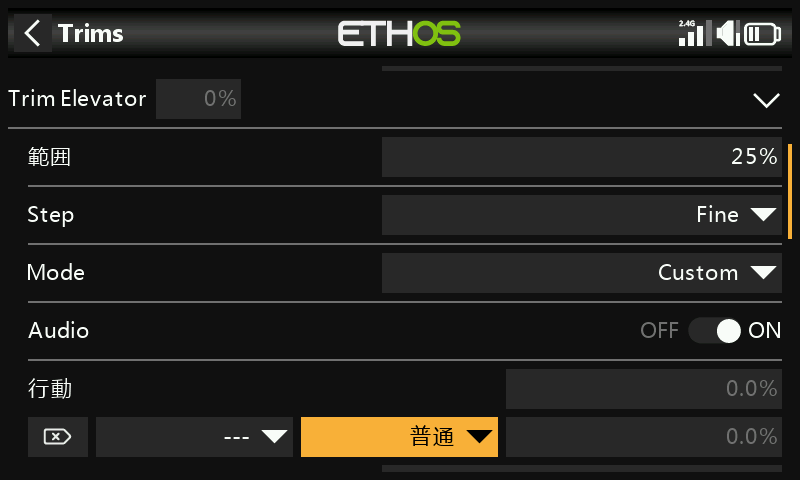 Trims ETHOS 2.4G
Trim Elevator 0%
範囲 25%
Step Fine
Mode Custom
Audio OFF ON
行動 0.0%
--- 普通 0.0%